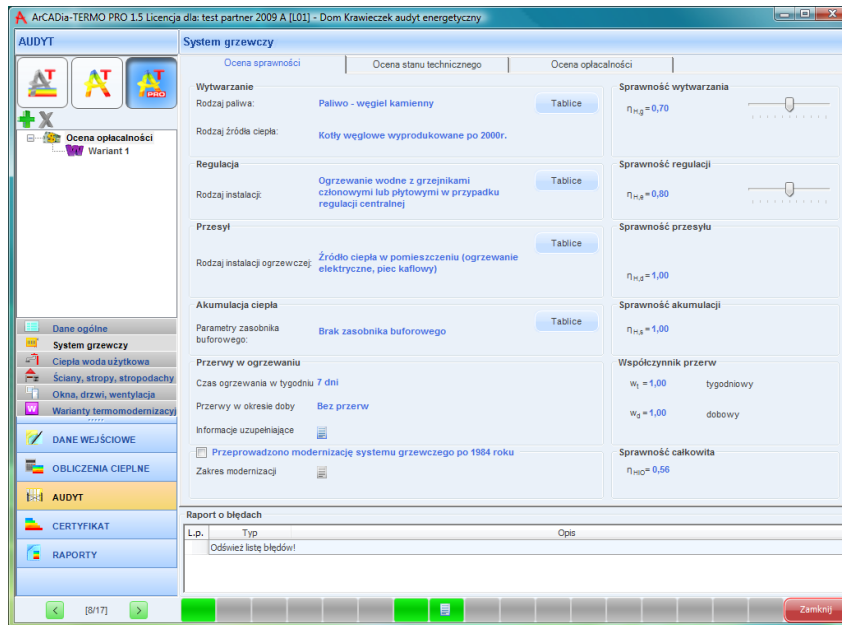 ArCADia-TERMO PRO 1.5 Licencja dla: test partner 2009 A [L01] - Dom Krawieczek audyt energetyczny
AUDYT
System grzewczy
Ocena sprawności
Ocena stanu technicznego
Ocena opłacalności
PRO
Ocena opłacalności
Wariant 1
Wytwarzanie
Rodzaj paliwa:
Paliwo - węgiel kamienny
Tablice
Rodzaj źródła ciepła:
Kotły węglowe wyprodukowane po 2000r.
Sprawność wytwarzania
ηH,g=0,70
Regulacja
Rodzaj instalacji:
Ogrzewanie wodne z grzejnikami
członowymi lub płytowymi w przypadku
regulacji centralnej
Tablice
Sprawność regulacji
ηH,e=0,80
Przesył
Rodzaj instalacji ogrzewczej:
Źródło ciepła w pomieszczeniu (ogrzewanie
elektryczne, piec kaflowy)
Tablice
Sprawność przesyłu
ηH,d=1,00
Akumulacja ciepła
Parametry zasobnika
buforowego:
Brak zasobnika buforowego
Tablice
Sprawność akumulacji
ηH,s=1,00
Przerwy w ogrzewaniu
Czas ogrzewania w tygodniu 7 dni
Przerwy w okresie doby Bez przerw
Informacje uzupełniające
Współczynnik przerw
wt =1,00 tygodniowy
wd =1,00 dobowy
Przeprowadzono modernizację systemu grzewczego po 1984 roku
Zakres modernizacji
Sprawność całkowita
ηHIO= 0,56
Dane ogólne
System grzewczy
Ciepła woda użytkowa
Ściany, stropy, stropodachy
Okna, drzwi, wentylacja
Warianty termomodernizacyj
DANE WEJŚCIOWE
OBLICZENIA CIEPLNE
AUDYT
CERTYFIKAT
RAPORTY
Raport o błędach
L.p. Typ Opis
Odśwież listę błędów!
[8/17]
Zamknij